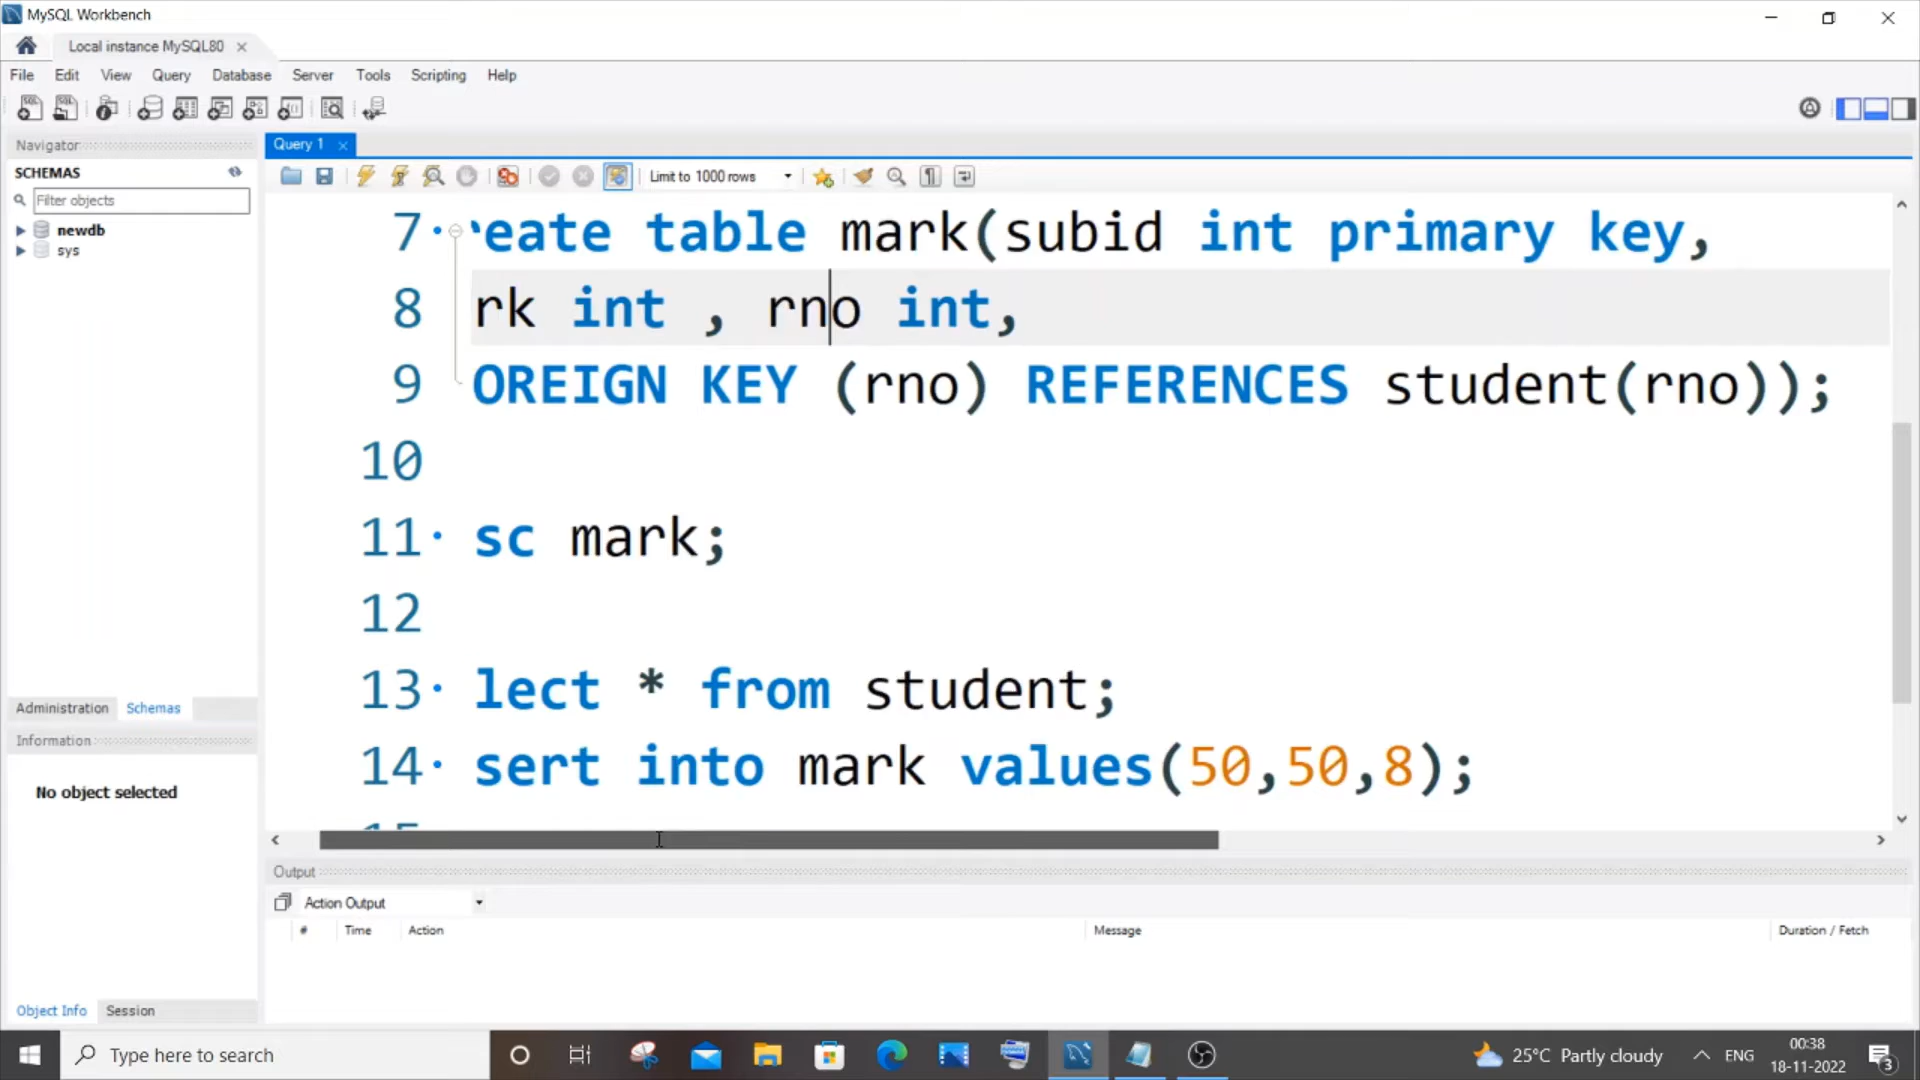 MySQL Workbench
Local instance MySQL80
File Edit View Query Database Server Tools Scripting Help
Navigator
SCHEMAS
Filter objects
newdb
sys
Administration Schemas
Information
No object selected
Object Info Session
Query 1
Limit to 1000 rows
7 reate table mark(subid int primary key,
8 rk int , rno int,
9 OREIGN KEY (rno) REFERENCES student(rno));
10
11 sc mark;
12
13 lect * from student;
14 sert into mark values(50,50,8);
15
Output
Action Output
# Time Action Message Duration / Fetch
Type here to search
25°C Partly cloudy
ENG
00:38
18-11-2022
3